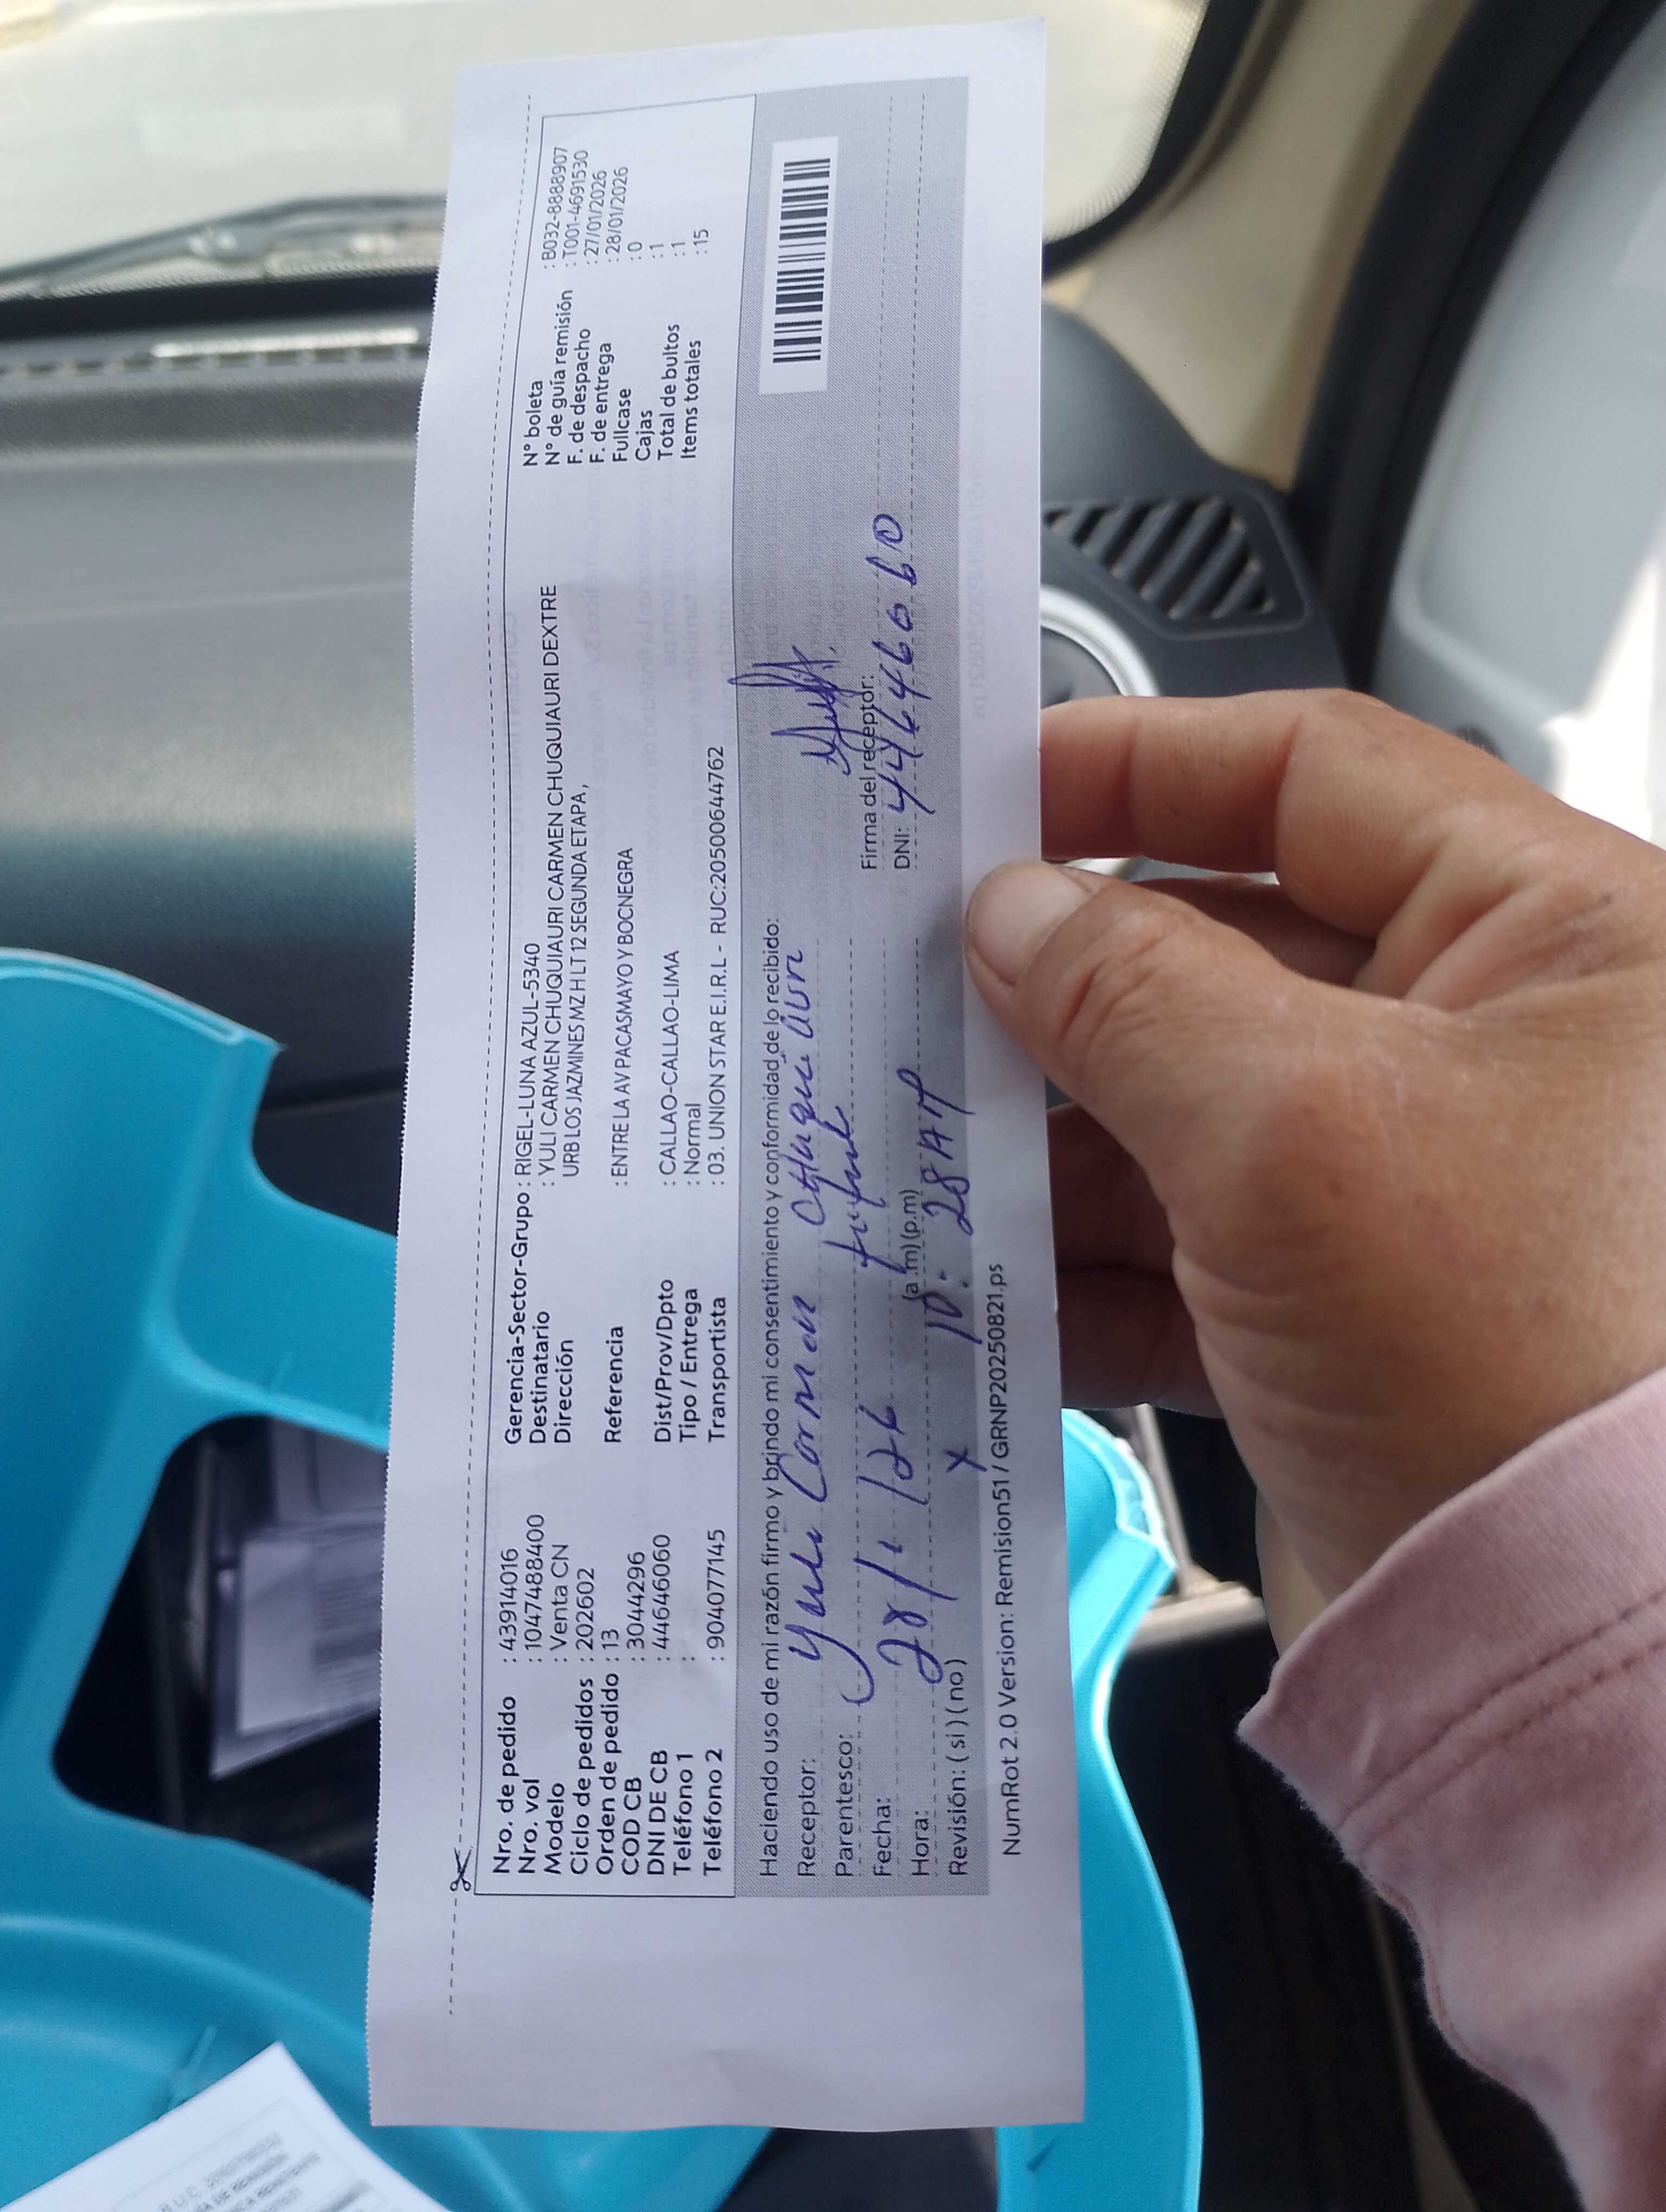 Nro. de pedido : 43914016
Nro. vol : 1047488400
Modelo : Venta CN
Ciclo de pedidos : 202602
Orden de pedido : 13
COD CB : 3044296
DNI DE CB : 44646060
Teléfono 1 :
Teléfono 2 : 904077145
Gerencia-Sector-Grupo : RIGEL-LUNA AZUL-5340
Destinatario : YULI CARMEN CHUQUIAURI CARMEN CHUQUIAURI DEXTRE
Dirección URB LOS JAZMINES MZ H LT 12 SEGUNDA ETAPA,
Referencia : ENTRE LA AV PACASMAYO Y BOCNEGRA
Dist/Prov/Dpto : CALLAO-CALLAO-LIMA
Tipo / Entrega : Normal
Transportista : 03. UNION STAR E.I.R.L - RUC:20500644762
N° boleta : B032-8888907
N° de guía remisión : T001-4691530
F. de despacho : 27/01/2026
F. de entrega : 28/01/2026
Fullcase : 0
Cajas : 1
Total de bultos : 1
Items totales : 15
Haciendo uso de mi razón firmo y brindo mi consentimiento y conformidad de lo recibido:
Receptor: Yuli Carmen Chuquiauri
Parentesco:
Fecha: 28/1/26
Hora: (a.m)(p.m) 10:28 AM
Revisión: (si)(no) X
Firma del receptor:
DNI: 44646060
NumRot 2.0 Version: Remision51 / GRNP20250821.ps